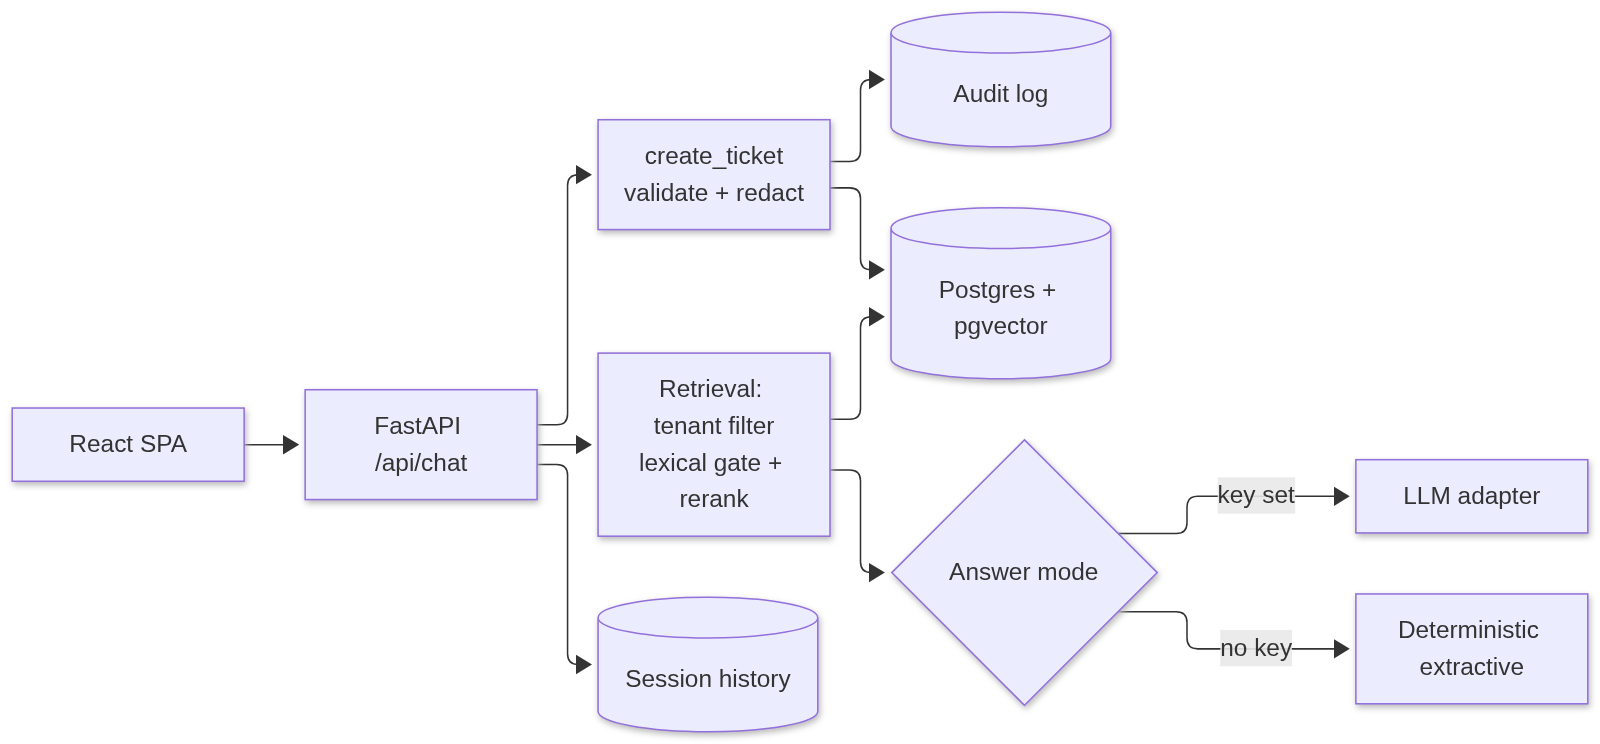 React SPA
FastAPI
/api/chat
create_ticket
validate + redact
Retrieval:
tenant filter
lexical gate +
rerank
Session history
Audit log
Postgres +
pgvector
Answer mode
key set
no key
LLM adapter
Deterministic
extractive